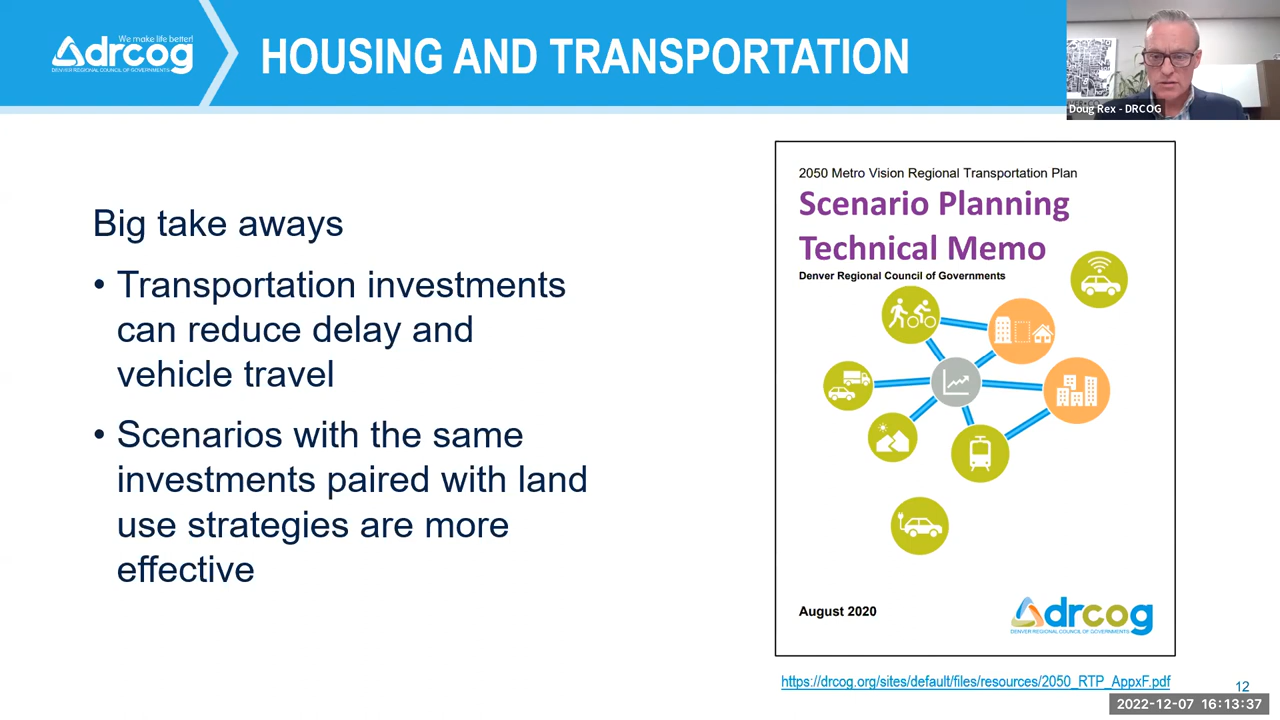 We make life better!
drcog
DENVER REGIONAL COUNCIL OF GOVERNMENTS
HOUSING AND TRANSPORTATION
Doug Rex - DRCOG
Big take aways
• Transportation investments
can reduce delay and
vehicle travel
• Scenarios with the same
investments paired with land
use strategies are more
effective
2050 Metro Vision Regional Transportation Plan
Scenario Planning
Technical Memo
Denver Regional Council of Governments
August 2020
drcog
DENVER REGIONAL COUNCIL OF GOVERNMENTS
https://drcog.org/sites/default/files/resources/2050_RTP_AppxF.pdf
12
2022-12-07 16:13:37